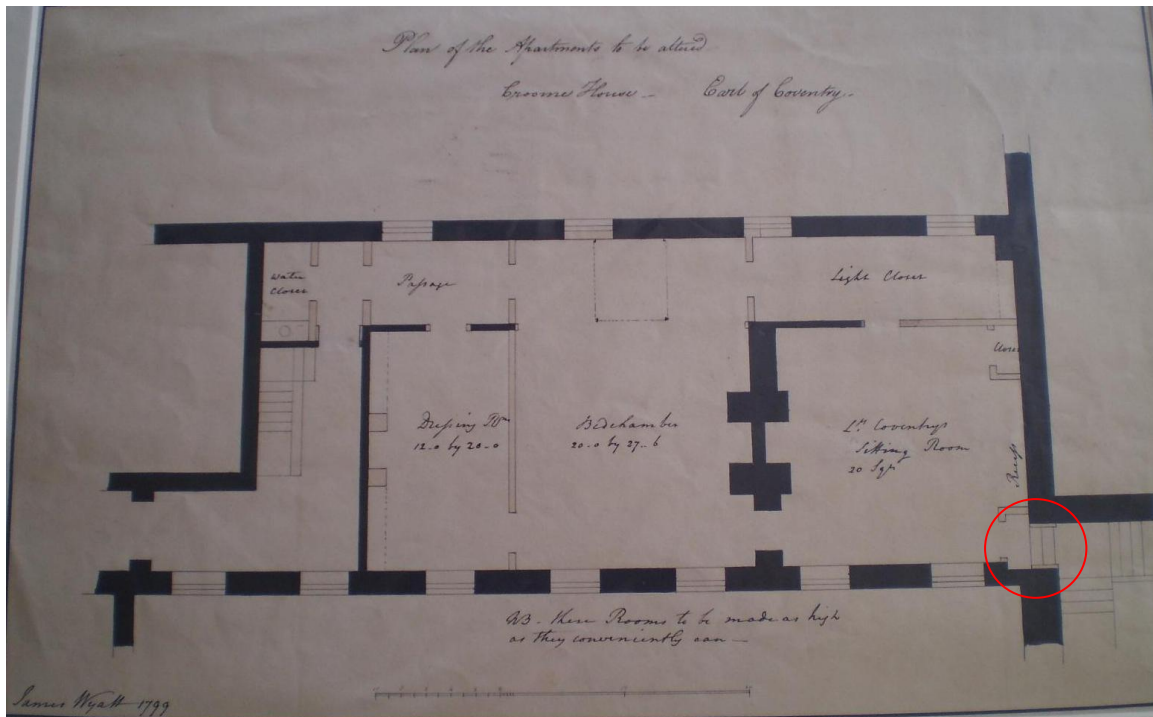 Plan of the Apartments to be altered
Croome House - Earl of Coventry -
Water
Closet
Passage
Light Closet
Closet
Dressing Rm
12..0 by 20..0
Bedchamber
20..0 by 27..6
Ly. Coventrys
Sitting Room
20 Sqr
Recess
NB - these Rooms to be made as high
as they conveniently can -
James Wyatt 1799